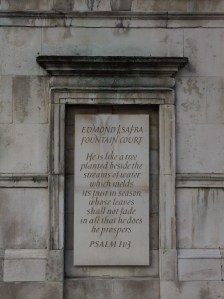 EDMOND J. SAFRA
FOUNTAIN COURT
He is like a tree
planted beside the
streams of water
which yields
its fruit in season
whose leaves
shall not fade
in all that he does
he prospers
PSALM 1:3